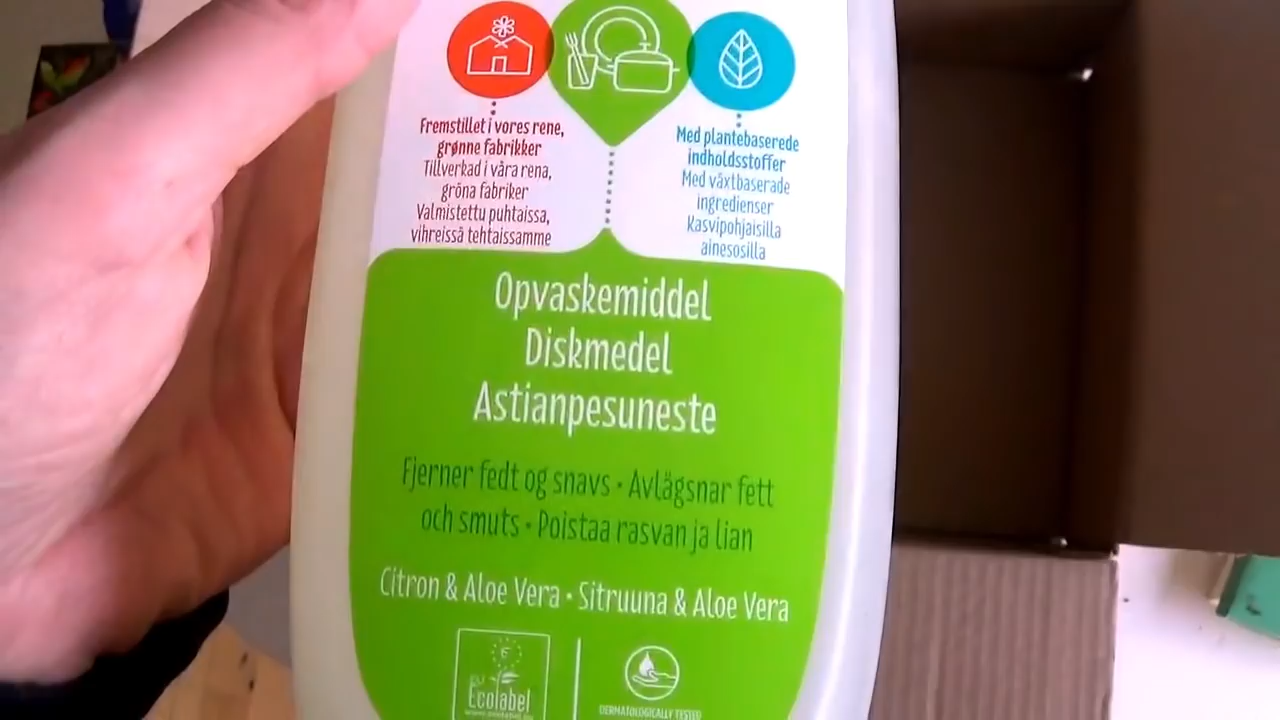 Fremstillet i vores rene,
grønne fabrikker
Tillverkad i våra rena,
gröna fabriker
Valmistettu puhtaissa,
vihreissä tehtaissamme
Med plantebaserede
indholdsstoffer
Med växtbaserade
ingredienser
Kasvipohjaisilla
ainesosilla
Opvaskemiddel
Diskmedel
Astianpesuneste
Fjerner fedt og snavs · Avlägsnar fett
och smuts · Poistaa rasvan ja lian
Citron & Aloe Vera · Sitruuna & Aloe Vera
EU
Ecolabel
DERMATOLOGICALLY TESTED